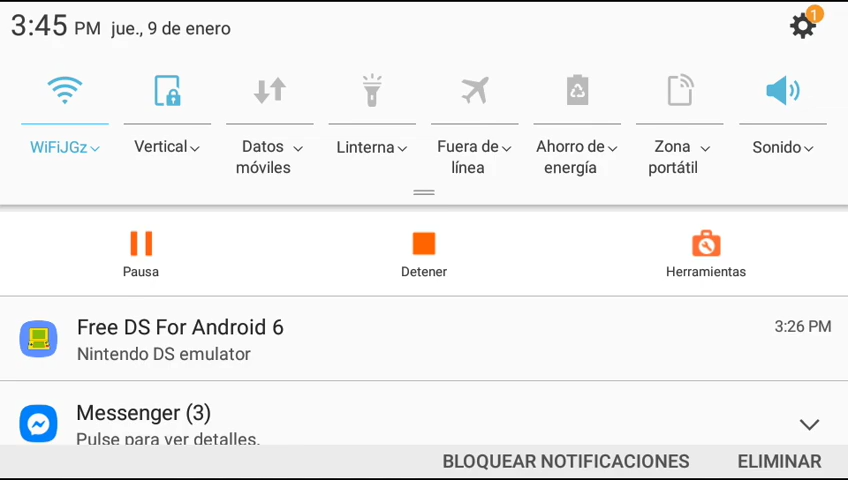 3:45 PM jue., 9 de enero
1
WiFiJGz
Vertical
Datos
móviles
Linterna
Fuera de
línea
Ahorro de
energía
Zona
portátil
Sonido
Pausa
Detener
Herramientas
Free DS For Android 6
3:26 PM
Nintendo DS emulator
Messenger (3)
Pulse para ver detalles.
BLOQUEAR NOTIFICACIONES
ELIMINAR